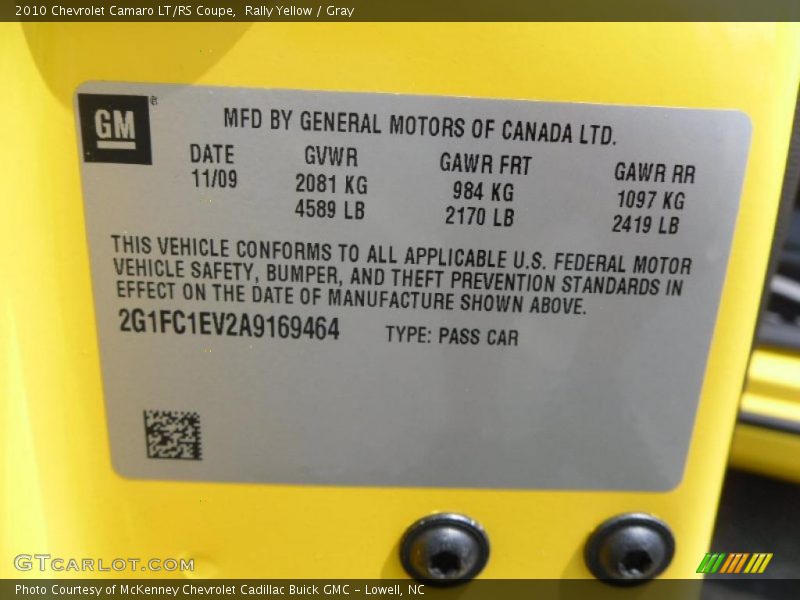 2010 Chevrolet Camaro LT/RS Coupe, Rally Yellow / Gray
GM ®
MFD BY GENERAL MOTORS OF CANADA LTD.
DATE GVWR GAWR FRT GAWR RR
11/09 2081 KG 984 KG 1097 KG
4589 LB 2170 LB 2419 LB
THIS VEHICLE CONFORMS TO ALL APPLICABLE U.S. FEDERAL MOTOR
VEHICLE SAFETY, BUMPER, AND THEFT PREVENTION STANDARDS IN
EFFECT ON THE DATE OF MANUFACTURE SHOWN ABOVE.
2G1FC1EV2A9169464 TYPE: PASS CAR
GTCARLOT.COM
Photo Courtesy of McKenney Chevrolet Cadillac Buick GMC - Lowell, NC